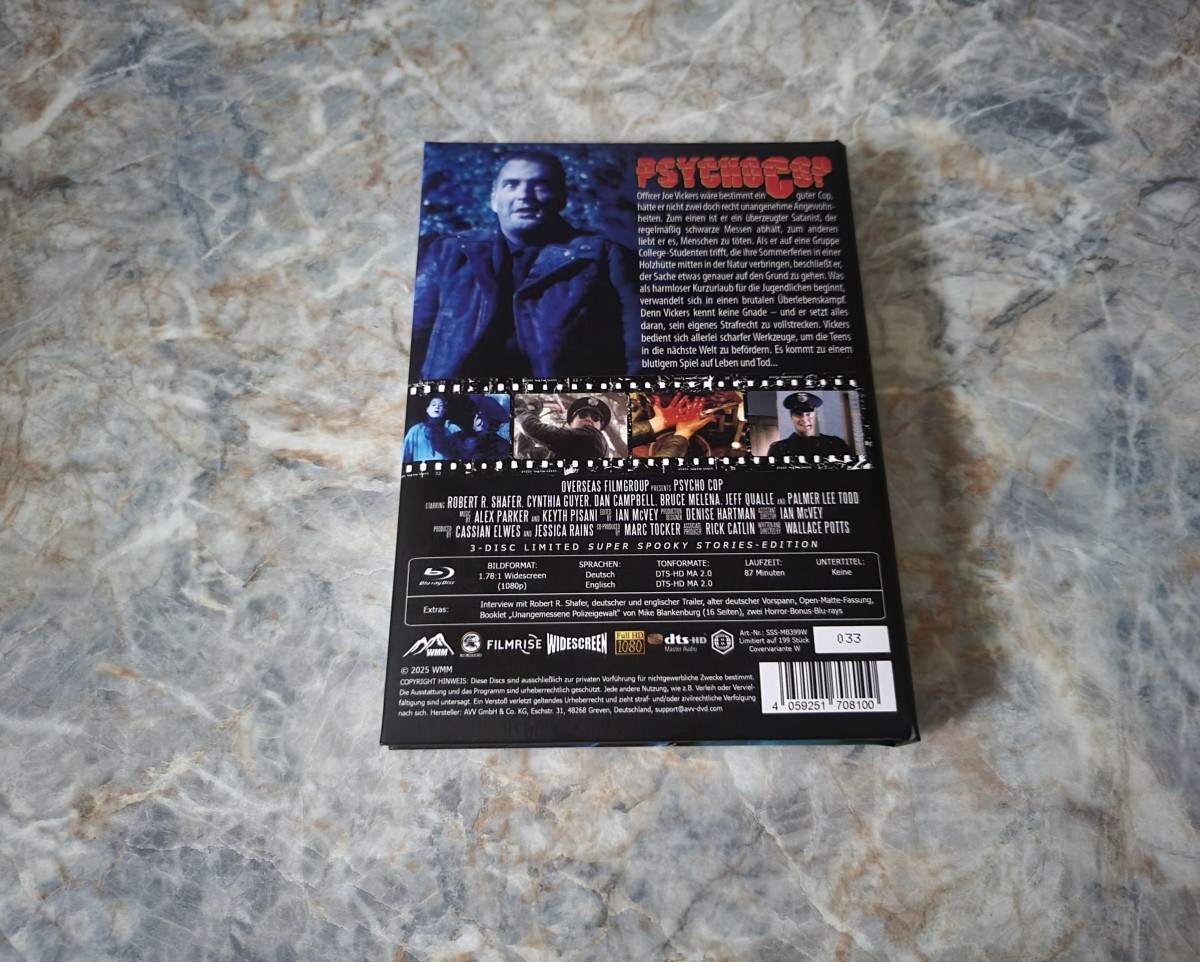 PSYCHOCOP
Officer Joe Vickers wäre bestimmt ein guter Cop,
hätte er nicht zwei doch recht unangenehme Angewohn-
heiten. Zum einen ist er ein überzeugter Satanist, der
regelmäßig schwarze Messen abhält, zum anderen
liebt er es, Menschen zu töten. Als er auf eine Gruppe
College-Studenten trifft, die ihre Sommerferien in einer
Holzhütte mitten in der Natur verbringen, beschließt er,
der Sache etwas genauer auf den Grund zu gehen. Was
als harmloser Kurzurlaub für die Jugendlichen beginnt,
verwandelt sich in einen brutalen Überlebenskampf.
Denn Vickers kennt keine Gnade – und er setzt alles
daran, sein eigenes Strafrecht zu vollstrecken. Vickers
bedient sich allerlei scharfer Werkzeuge, um die Teens
in die nächste Welt zu befördern. Es kommt zu einem
blutigem Spiel auf Leben und Tod...
OVERSEAS FILMGROUP PRESENTS PSYCHO COP
STARRING ROBERT R. SHAFER, CYNTHIA GUYER, DAN CAMPBELL, BRUCE MELENA, JEFF QUALLE AND PALMER LEE TODD
MUSIC BY ALEX PARKER AND KEYTH PISANI EDITED BY IAN McVEY PRODUCTION DESIGNER DENISE HARTMAN ASSISTANT DIRECTOR IAN McVEY
PRODUCED BY CASSIAN ELWES AND JESSICA RAINS CO-PRODUCER MARC TOCKER ASSOCIATE PRODUCER RICK CATLIN WRITTEN AND DIRECTED BY WALLACE POTTS
3-DISC LIMITED SUPER SPOOKY STORIES-EDITION
Blu-ray Disc
BILDFORMAT: SPRACHEN: TONFORMATE: LAUFZEIT: UNTERTITEL:
1.78:1 Widescreen Deutsch DTS-HD MA 2.0 87 Minuten Keine
(1080p) Englisch DTS-HD MA 2.0
Extras: Interview mit Robert R. Shafer, deutscher und englischer Trailer, alter deutscher Vorspann, Open-Matte-Fassung,
Booklet „Unangemessene Polizeigewalt" von Mike Blankenburg (16 Seiten), zwei Horror-Bonus-Blu-rays
WMM FILMRISE WIDESCREEN Full HD 1080 dts-HD Master Audio B
Art.-Nr.: SSS-MB399W
Limitiert auf 199 Stück
Covervariante W
033
© 2025 WMM
COPYRIGHT HINWEIS: Diese Discs sind ausschließlich zur privaten Vorführung für nichtgewerbliche Zwecke bestimmt.
Die Ausstattung und das Programm sind urheberrechtlich geschützt. Jede andere Nutzung, wie z.B. Verleih oder Verviel-
fältigung sind untersagt. Ein Verstoß verletzt geltendes Urheberrecht und zieht straf- und/oder zivilrechtliche Verfolgung
nach sich. Hersteller: AVV GmbH & Co. KG, Eschstr. 31, 48268 Greven, Deutschland, support@avv-dvd.com
4 059251 708100